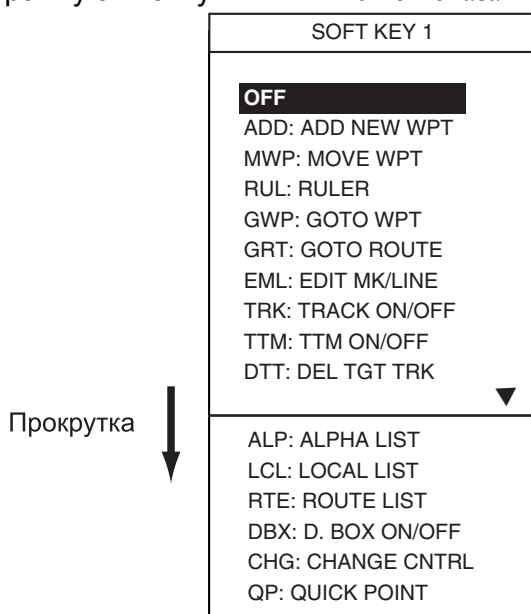 SOFT KEY 1
OFF
ADD: ADD NEW WPT
MWP: MOVE WPT
RUL: RULER
GWP: GOTO WPT
GRT: GOTO ROUTE
EML: EDIT MK/LINE
TRK: TRACK ON/OFF
TTM: TTM ON/OFF
DTT: DEL TGT TRK
Прокрутка
ALP: ALPHA LIST
LCL: LOCAL LIST
RTE: ROUTE LIST
DBX: D. BOX ON/OFF
CHG: CHANGE CNTRL
QP: QUICK POINT